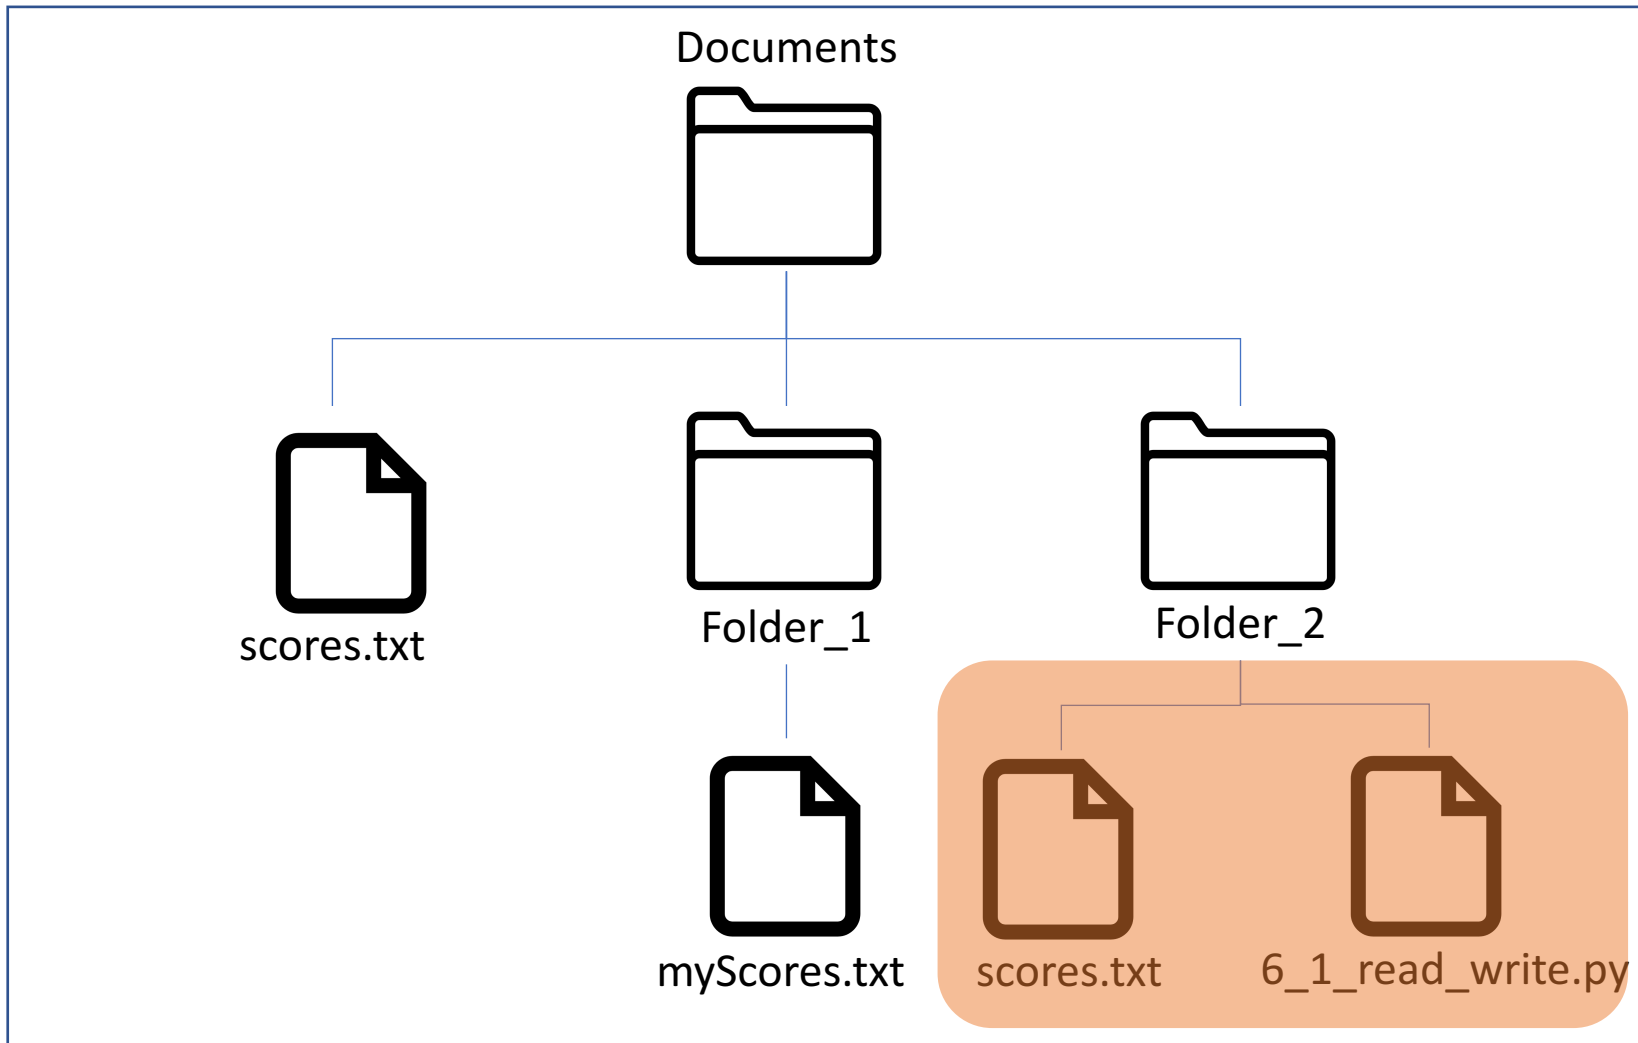 Documents
scores.txt
Folder_1
Folder_2
myScores.txt
scores.txt
6_1_read_write.py